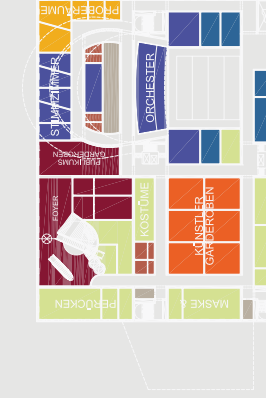 PROBERÄUME
STIMMZIMMER
ORCHESTER
PUBLIKUMS
GARDEROBEN
FOYER
KOSTÜME
KÜNSTLER
GARDEROBEN
PERÜCKEN
MASKE &